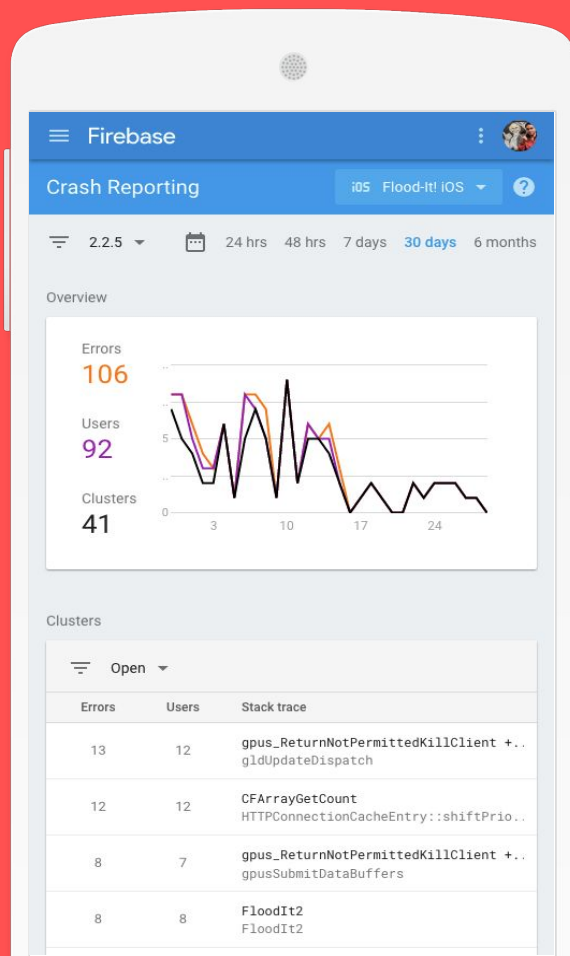 Firebase
Crash Reporting iOS Flood-It! iOS ?
2.2.5 24 hrs 48 hrs 7 days 30 days 6 months
Overview
Errors
106
Users
92
Clusters
41
5
0
3 10 17 24
Clusters
Open
Errors Users Stack trace
13 12 gpus_ReturnNotPermittedKillClient +..
gldUpdateDispatch
12 12 CFArrayGetCount
HTTPConnectionCacheEntry::shiftPrio..
8 7 gpus_ReturnNotPermittedKillClient +..
gpusSubmitDataBuffers
8 8 FloodIt2
FloodIt2